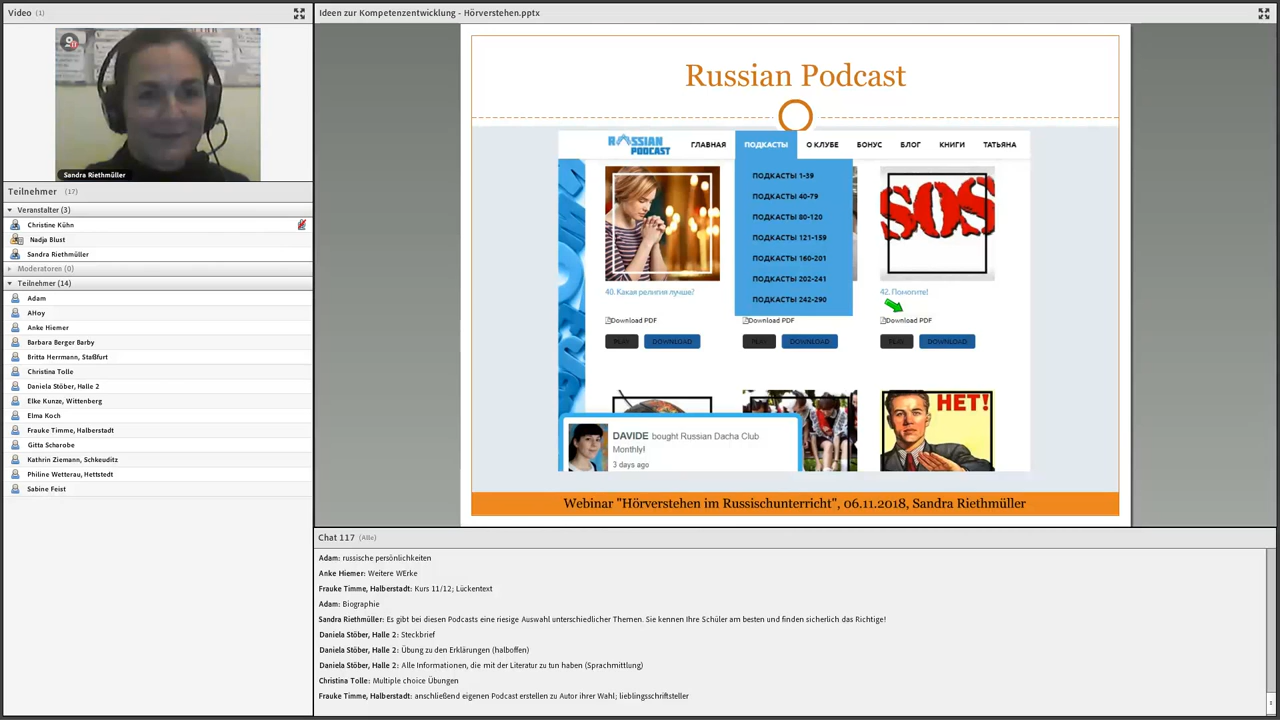 Video (1)
Sandra Riethmüller
Teilnehmer (17)
Veranstalter (3)
Christine Kühn
Nadja Blust
Sandra Riethmüller
Moderatoren (0)
Teilnehmer (14)
Adam
AHoy
Anke Hiemer
Barbara Berger Barby
Britta Herrmann, Staßfurt
Christina Tolle
Daniela Stöber, Halle 2
Elke Kunze, Wittenberg
Elma Koch
Frauke Timme, Halberstadt
Gitta Scharobe
Kathrin Ziemann, Schkeuditz
Philine Wetterau, Hettstedt
Sabine Feist
Ideen zur Kompetenzentwicklung - Hörverstehen.pptx
Russian Podcast
RUSSIAN
PODCAST
ГЛАВНАЯ ПОДКАСТЫ О КЛУБЕ БОНУС БЛОГ КНИГИ ТАТЬЯНА
ПОДКАСТЫ 1-39
ПОДКАСТЫ 40-79
ПОДКАСТЫ 80-120
ПОДКАСТЫ 121-159
ПОДКАСТЫ 160-201
ПОДКАСТЫ 202-241
ПОДКАСТЫ 242-290
SOS
40. Какая религия лучше? 42. Помогите!
Download PDF Download PDF Download PDF
PLAY DOWNLOAD PLAY DOWNLOAD PLAY DOWNLOAD
НЕТ!
DAVIDE bought Russian Dacha Club
Monthly!
3 days ago
Webinar "Hörverstehen im Russischunterricht", 06.11.2018, Sandra Riethmüller
Chat 117 (Alle)
Adam: russische persönlichkeiten
Anke Hiemer: Weitere WErke
Frauke Timme, Halberstadt: Kurs 11/12; Lückentext
Adam: Biographie
Sandra Riethmüller: Es gibt bei diesen Podcasts eine riesige Auswahl unterschiedlicher Themen. Sie kennen Ihre Schüler am besten und finden sicherlich das Richtige!
Daniela Stöber, Halle 2: Steckbrief
Daniela Stöber, Halle 2: Übung zu den Erklärungen (halboffen)
Daniela Stöber, Halle 2: Alle Informationen, die mit der Literatur zu tun haben (Sprachmittlung)
Christina Tolle: Multiple choice Übungen
Frauke Timme, Halberstadt: anschließend eigenen Podcast erstellen zu Autor ihrer Wahl; lieblingsschriftsteller